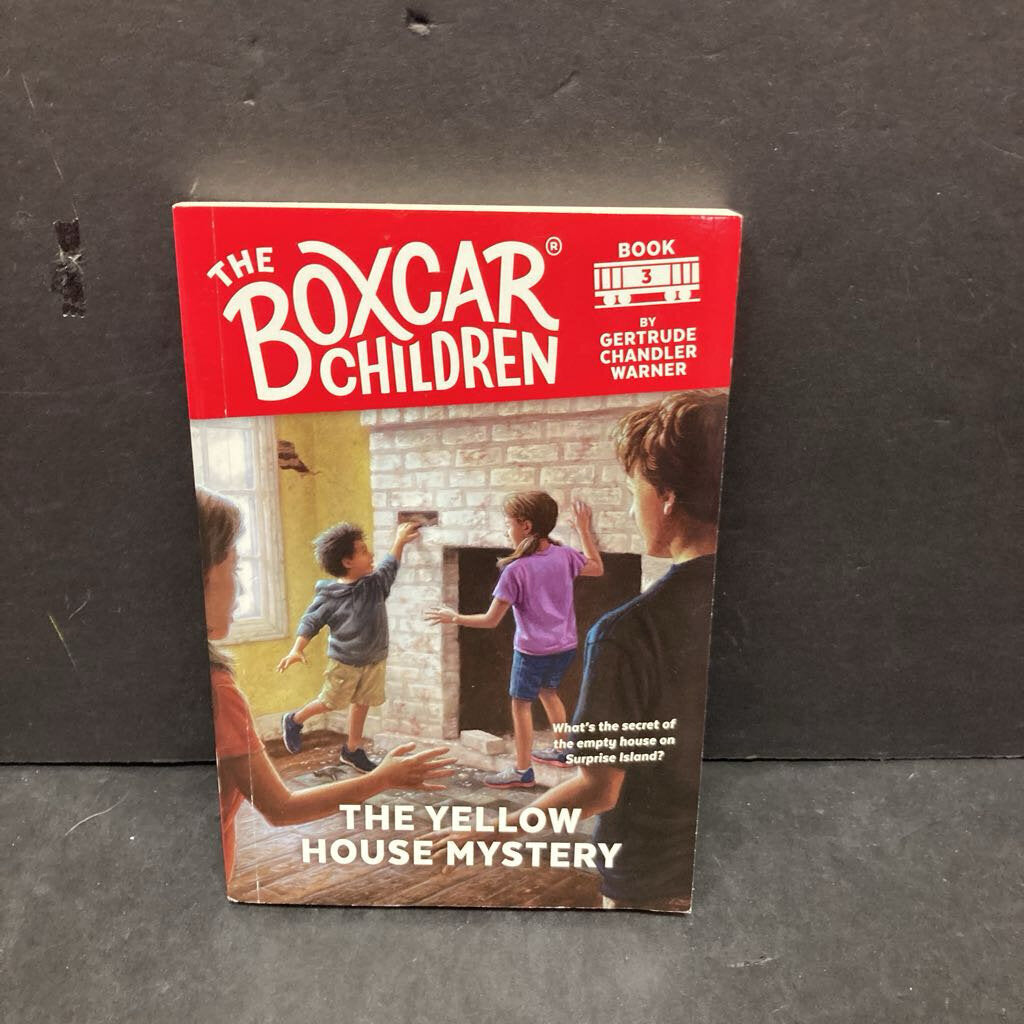 THE
BOXCAR®
CHILDREN
BOOK
3
BY
GERTRUDE
CHANDLER
WARNER
What's the secret of
the empty house on
Surprise Island?
THE YELLOW
HOUSE MYSTERY